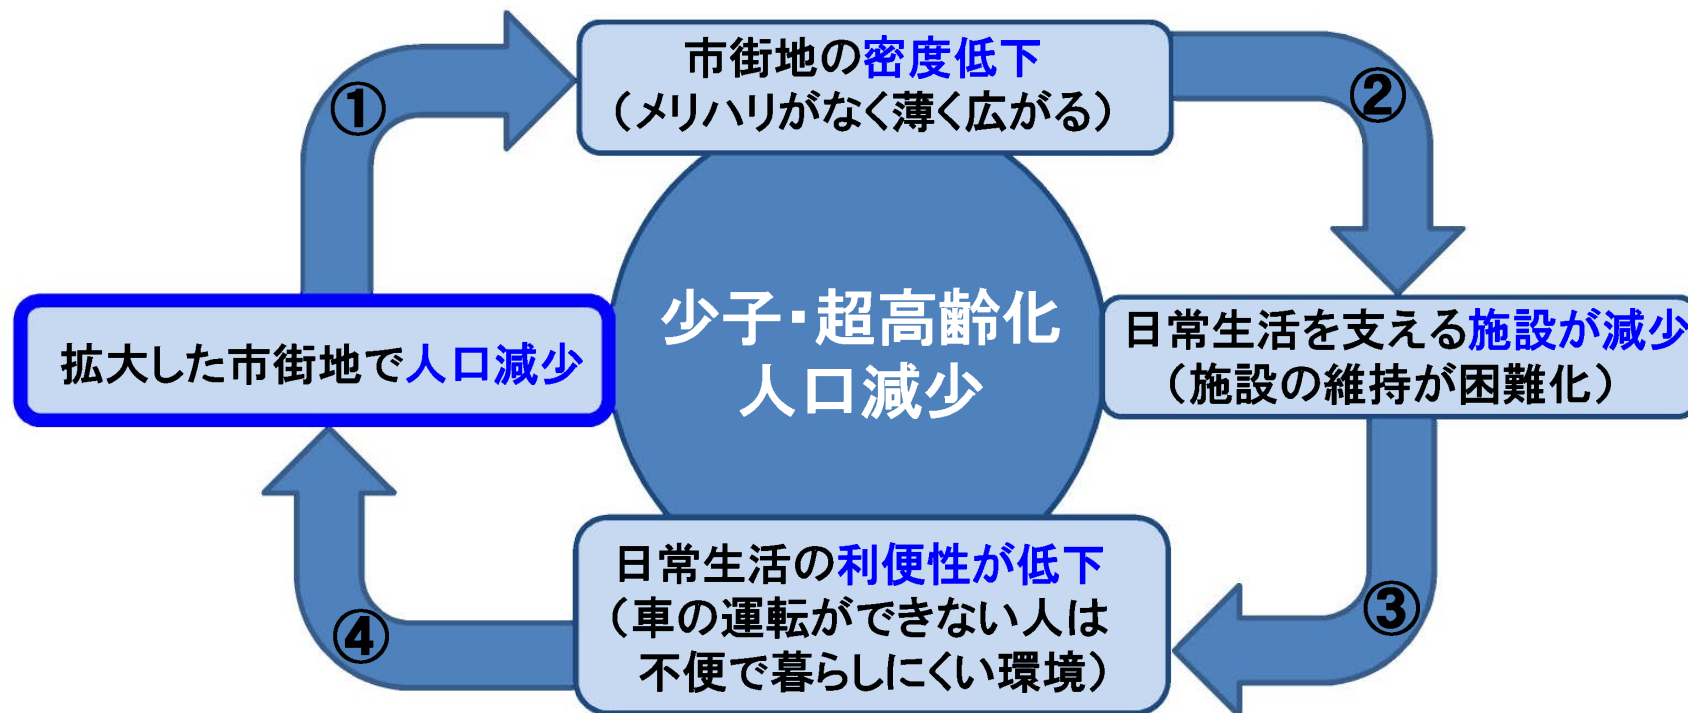 ①
市街地の密度低下
（メリハリがなく薄く広がる）
②
少子・超高齢化
人口減少
拡大した市街地で人口減少
日常生活を支える施設が減少
（施設の維持が困難化）
③
日常生活の利便性が低下
（車の運転ができない人は
不便で暮らしにくい環境）
④